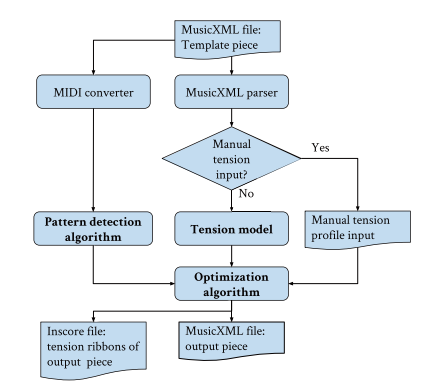 MusicXML file:
Template piece
MIDI converter
MusicXML parser
Manual
tension
input?
Yes
No
Pattern detection
algorithm
Tension model
Manual tension
profile input
Optimization
algorithm
Inscore file:
tension ribbons of
output piece
MusicXML file:
output piece